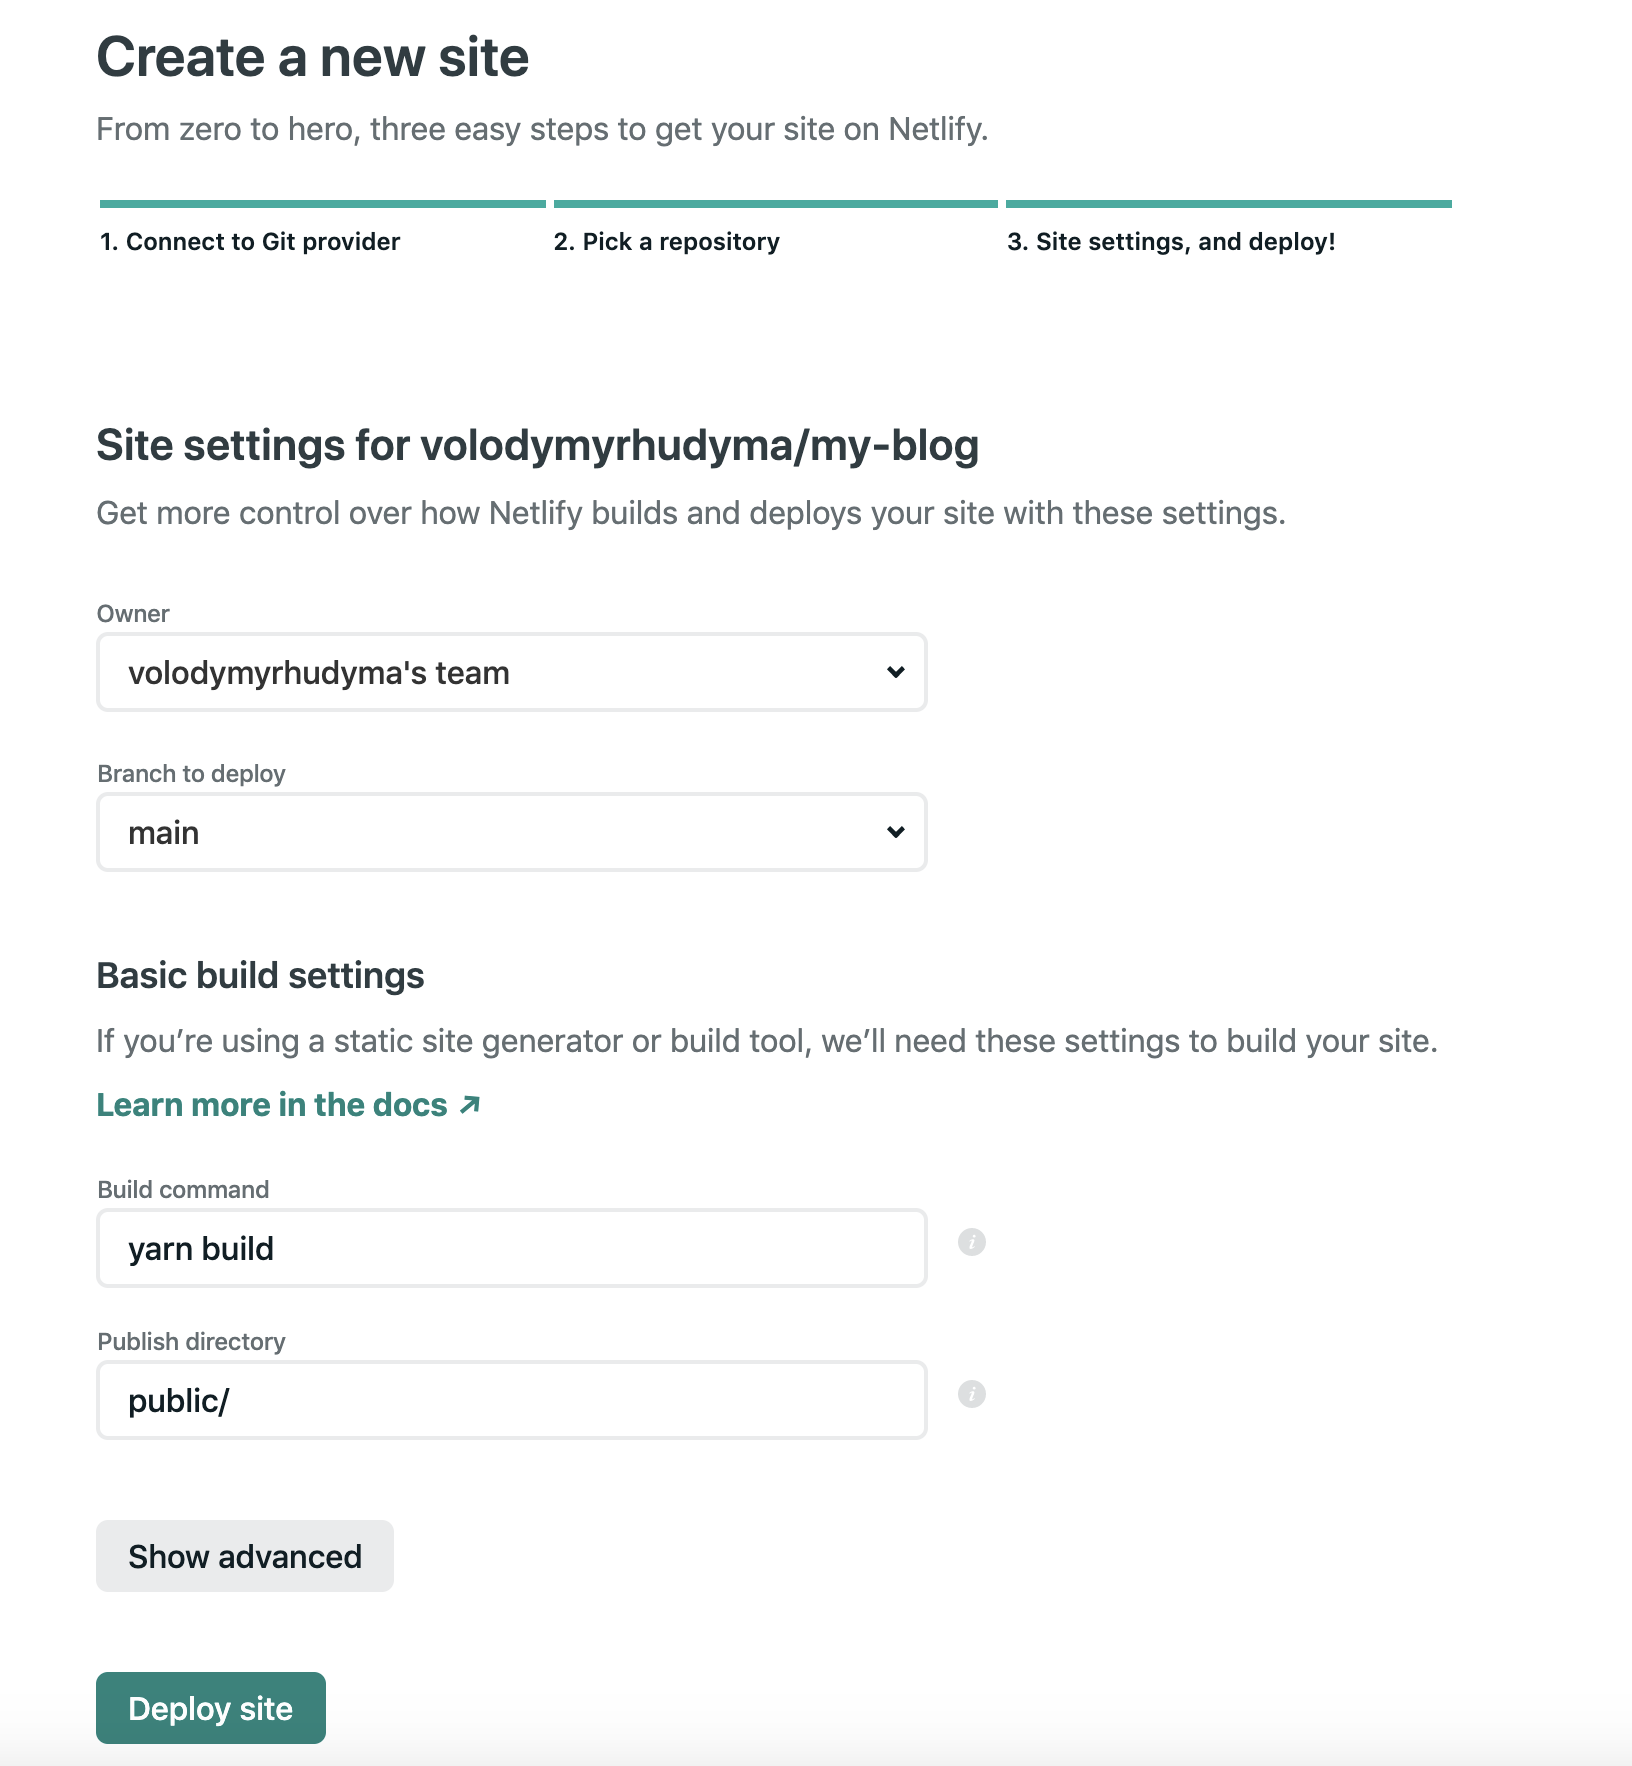 Create a new site
From zero to hero, three easy steps to get your site on Netlify.
1. Connect to Git provider
2. Pick a repository
3. Site settings, and deploy!
Site settings for volodymyrhudyma/my-blog
Get more control over how Netlify builds and deploys your site with these settings.
Owner
volodymyrhudyma's team
Branch to deploy
main
Basic build settings
If you’re using a static site generator or build tool, we’ll need these settings to build your site.
Learn more in the docs ↗
Build command
yarn build
i
Publish directory
public/
i
Show advanced
Deploy site